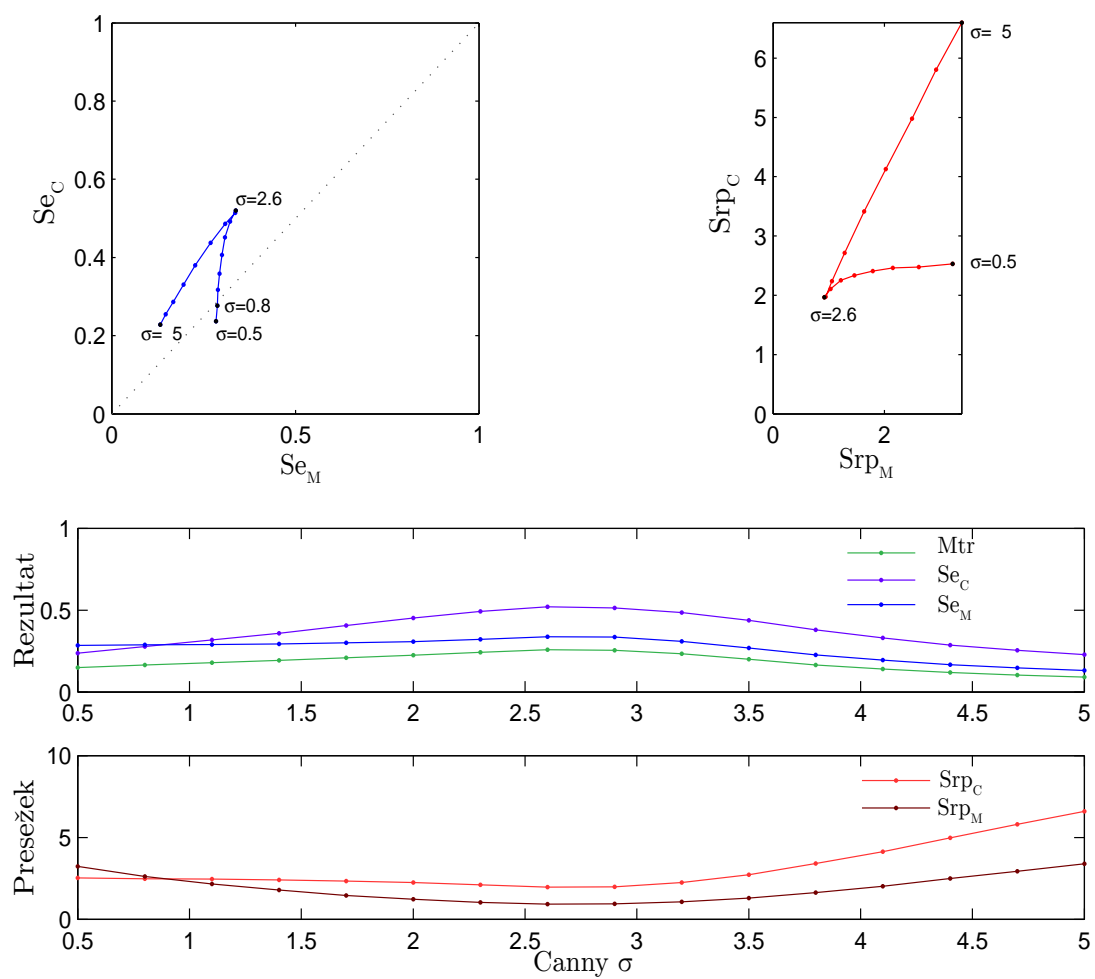 1
0.8
0.6
0.4
0.2
0
0
0.5
1
Se_C
Se_M
σ=2.6
σ=0.8
σ=0.5
σ= 5
6
5
4
3
2
1
0
0
2
Srp_C
Srp_M
σ= 5
σ=0.5
σ=2.6
1
0.5
0
Rezultat
Mtr
Se_C
Se_M
0.5 1 1.5 2 2.5 3 3.5 4 4.5 5
10
5
0
Presežek
Srp_C
Srp_M
0.5 1 1.5 2 2.5 3 3.5 4 4.5 5
Canny σ